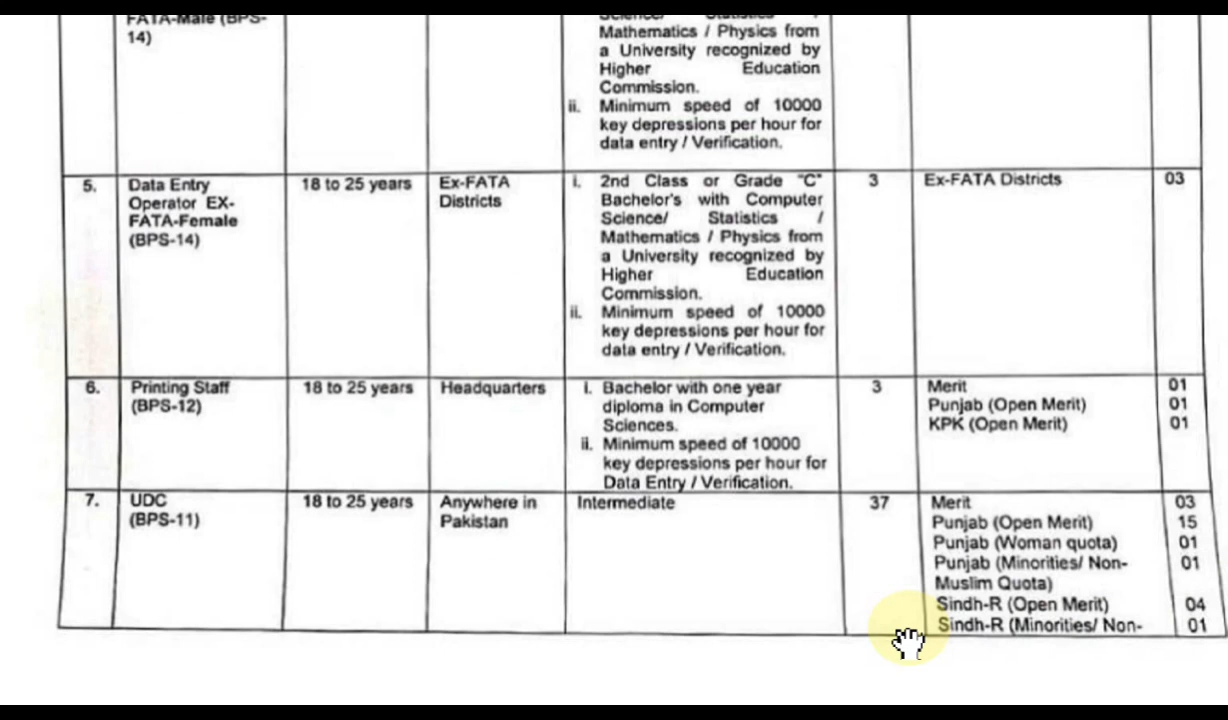 FATA-Male (BPS-
14)
Science/ Statistics /
Mathematics / Physics from
a University recognized by
Higher Education
Commission.
ii. Minimum speed of 10000
key depressions per hour for
data entry / Verification.
5.
Data Entry
Operator EX-
FATA-Female
(BPS-14)
18 to 25 years
Ex-FATA
Districts
i. 2nd Class or Grade "C"
Bachelor's with Computer
Science/ Statistics /
Mathematics / Physics from
a University recognized by
Higher Education
Commission.
ii. Minimum speed of 10000
key depressions per hour for
data entry / Verification.
3
Ex-FATA Districts 03
6.
Printing Staff
(BPS-12)
18 to 25 years
Headquarters
i. Bachelor with one year
diploma in Computer
Sciences.
ii. Minimum speed of 10000
key depressions per hour for
Data Entry / Verification.
3
Merit 01
Punjab (Open Merit) 01
KPK (Open Merit) 01
7.
UDC
(BPS-11)
18 to 25 years
Anywhere in
Pakistan
Intermediate
37
Merit 03
Punjab (Open Merit) 15
Punjab (Woman quota) 01
Punjab (Minorities/ Non- 01
Muslim Quota)
Sindh-R (Open Merit) 04
Sindh-R (Minorities/ Non- 01